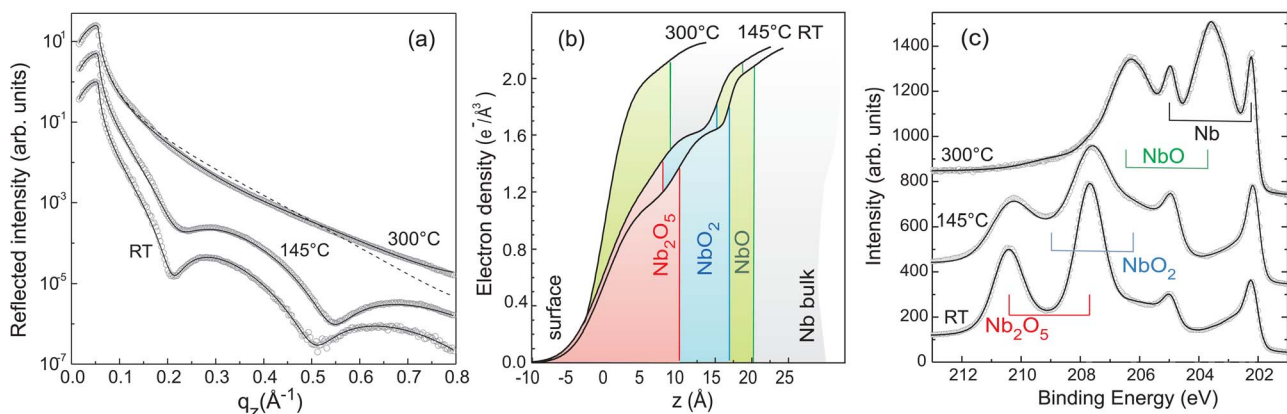 (a)
Reflected intensity (arb. units)
10¹
10⁻¹
10⁻³
10⁻⁵
10⁻⁷
RT
145°C
300°C
0.0 0.1 0.2 0.3 0.4 0.5 0.6 0.7 0.8
q_z(Å⁻¹)
(b)
Electron density (e⁻/Å³)
2.0
1.6
1.2
0.8
0.4
0.0
300°C
145°C RT
surface
Nb₂O₅
NbO₂
NbO
Nb bulk
-10 -5 0 5 10 15 20 25
z (Å)
(c)
Intensity (arb. units)
1400
1200
1000
800
600
400
200
0
300°C
145°C
RT
Nb
NbO
NbO₂
Nb₂O₅
212 210 208 206 204 202
Binding Energy (eV)